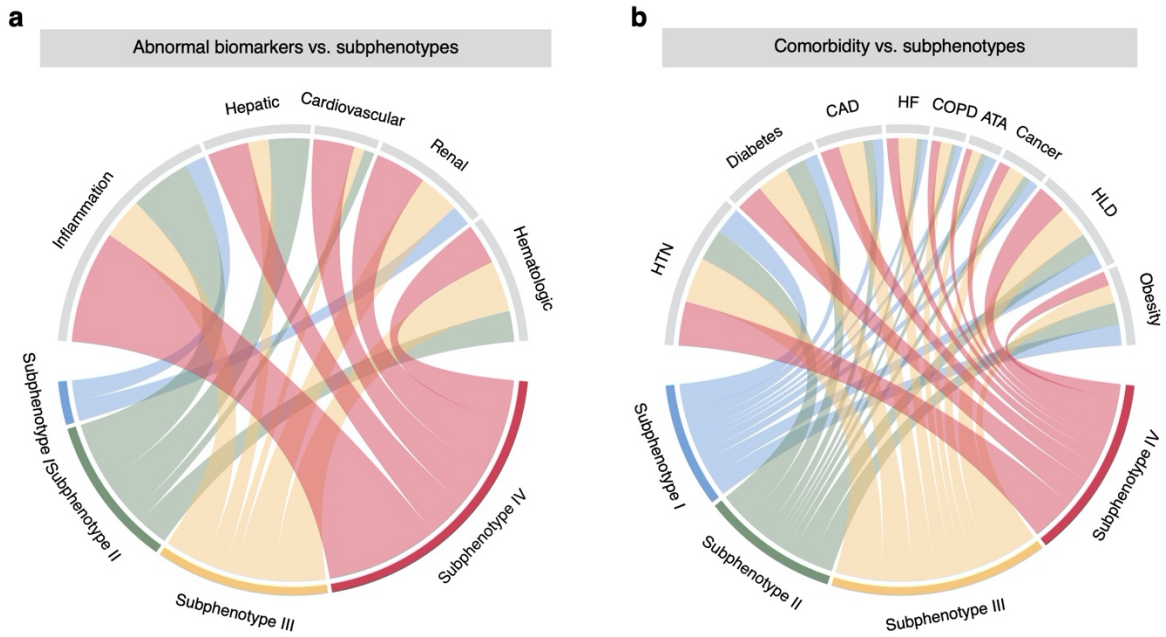 a
Abnormal biomarkers vs. subphenotypes
Inflammation
Hepatic
Cardiovascular
Renal
Hematologic
Subphenotype I
Subphenotype II
Subphenotype III
Subphenotype IV
b
Comorbidity vs. subphenotypes
HTN
Diabetes
CAD
HF
COPD
ATA
Cancer
HLD
Obesity
Subphenotype I
Subphenotype II
Subphenotype III
Subphenotype IV